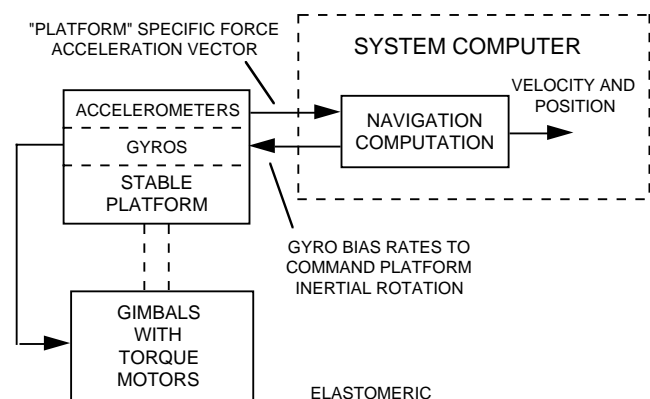 "PLATFORM" SPECIFIC FORCE
ACCELERATION VECTOR
SYSTEM COMPUTER
VELOCITY AND
POSITION
ACCELEROMETERS
NAVIGATION
COMPUTATION
GYROS
STABLE
PLATFORM
GYRO BIAS RATES TO
COMMAND PLATFORM
INERTIAL ROTATION
GIMBALS
WITH
TORQUE
MOTORS
ELASTOMERIC